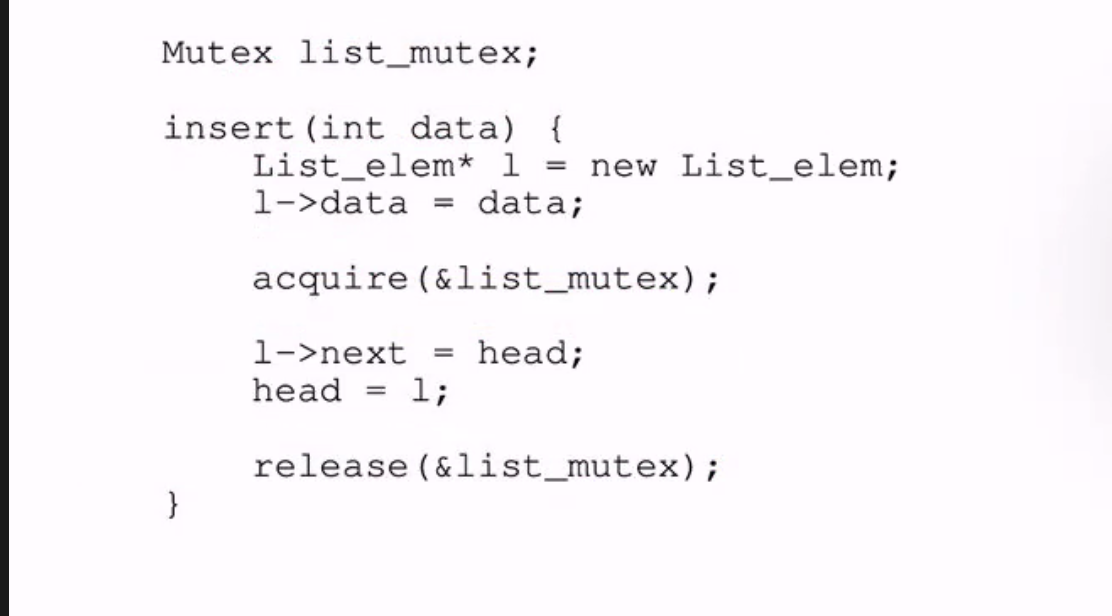 Mutex list_mutex;
insert(int data) {
List_elem* l = new List_elem;
l->data = data;
acquire(&list_mutex);
l->next = head;
head = l;
release(&list_mutex);
}